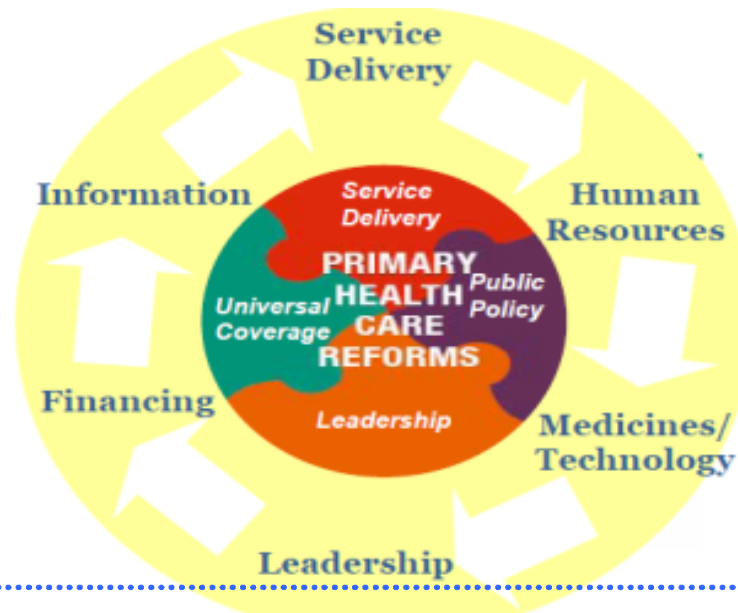 Service
Delivery
Information
Human
Resources
Service
Delivery
PRIMARY
HEALTH
CARE
REFORMS
Public
Policy
Universal
Coverage
Leadership
Financing
Medicines/
Technology
Leadership